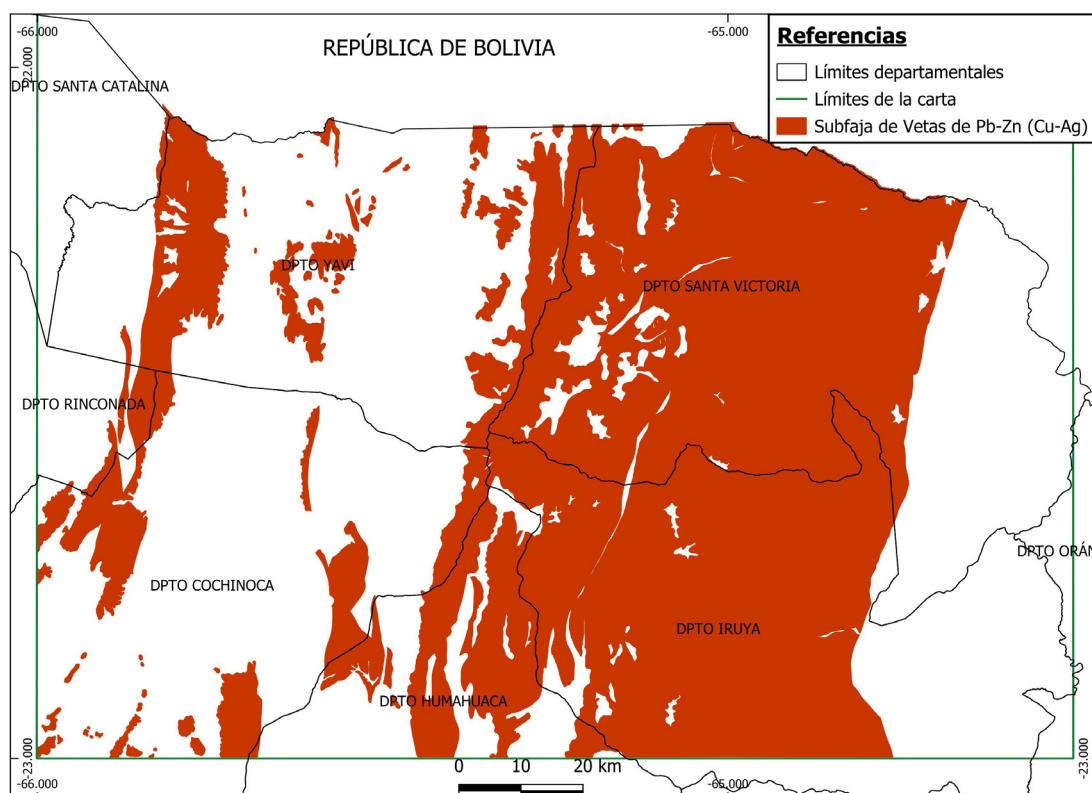 -66.000
-65.000
REPÚBLICA DE BOLIVIA
Referencias
Límites departamentales
Límites de la carta
Subfaja de Vetas de Pb-Zn (Cu-Ag)
-22.000
DPTO SANTA CATALINA
DPTO YAVI
DPTO SANTA VICTORIA
DPTO RINCONADA
DPTO ORÁN
DPTO COCHINOCA
DPTO IRUYA
DPTO HUMAHUACA
-23.000
-23.000
0 10 20 km
-66.000
-65.000